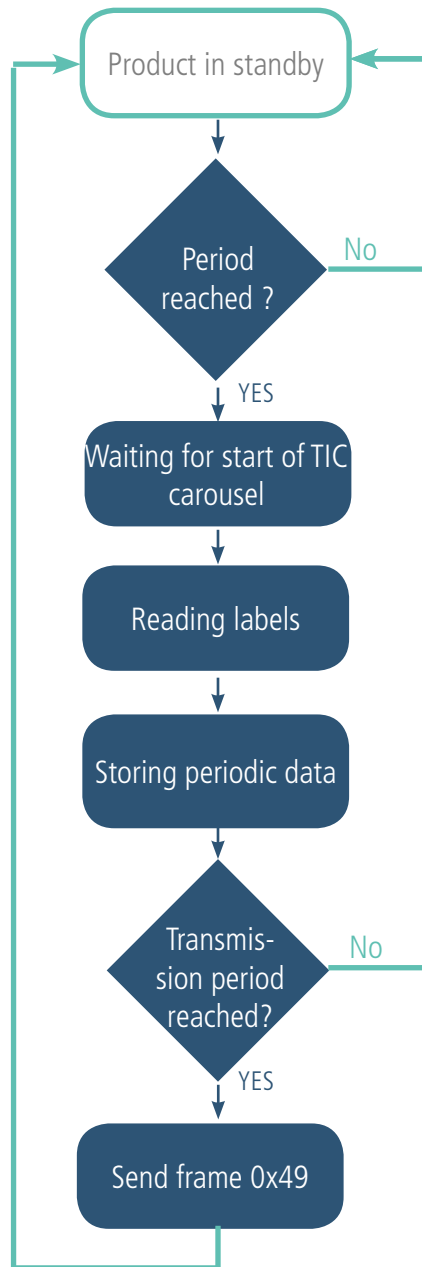 Product in standby
Period
reached ?
No
YES
Waiting for start of TIC
carousel
Reading labels
Storing periodic data
Transmis-
sion period
reached?
No
YES
Send frame 0x49